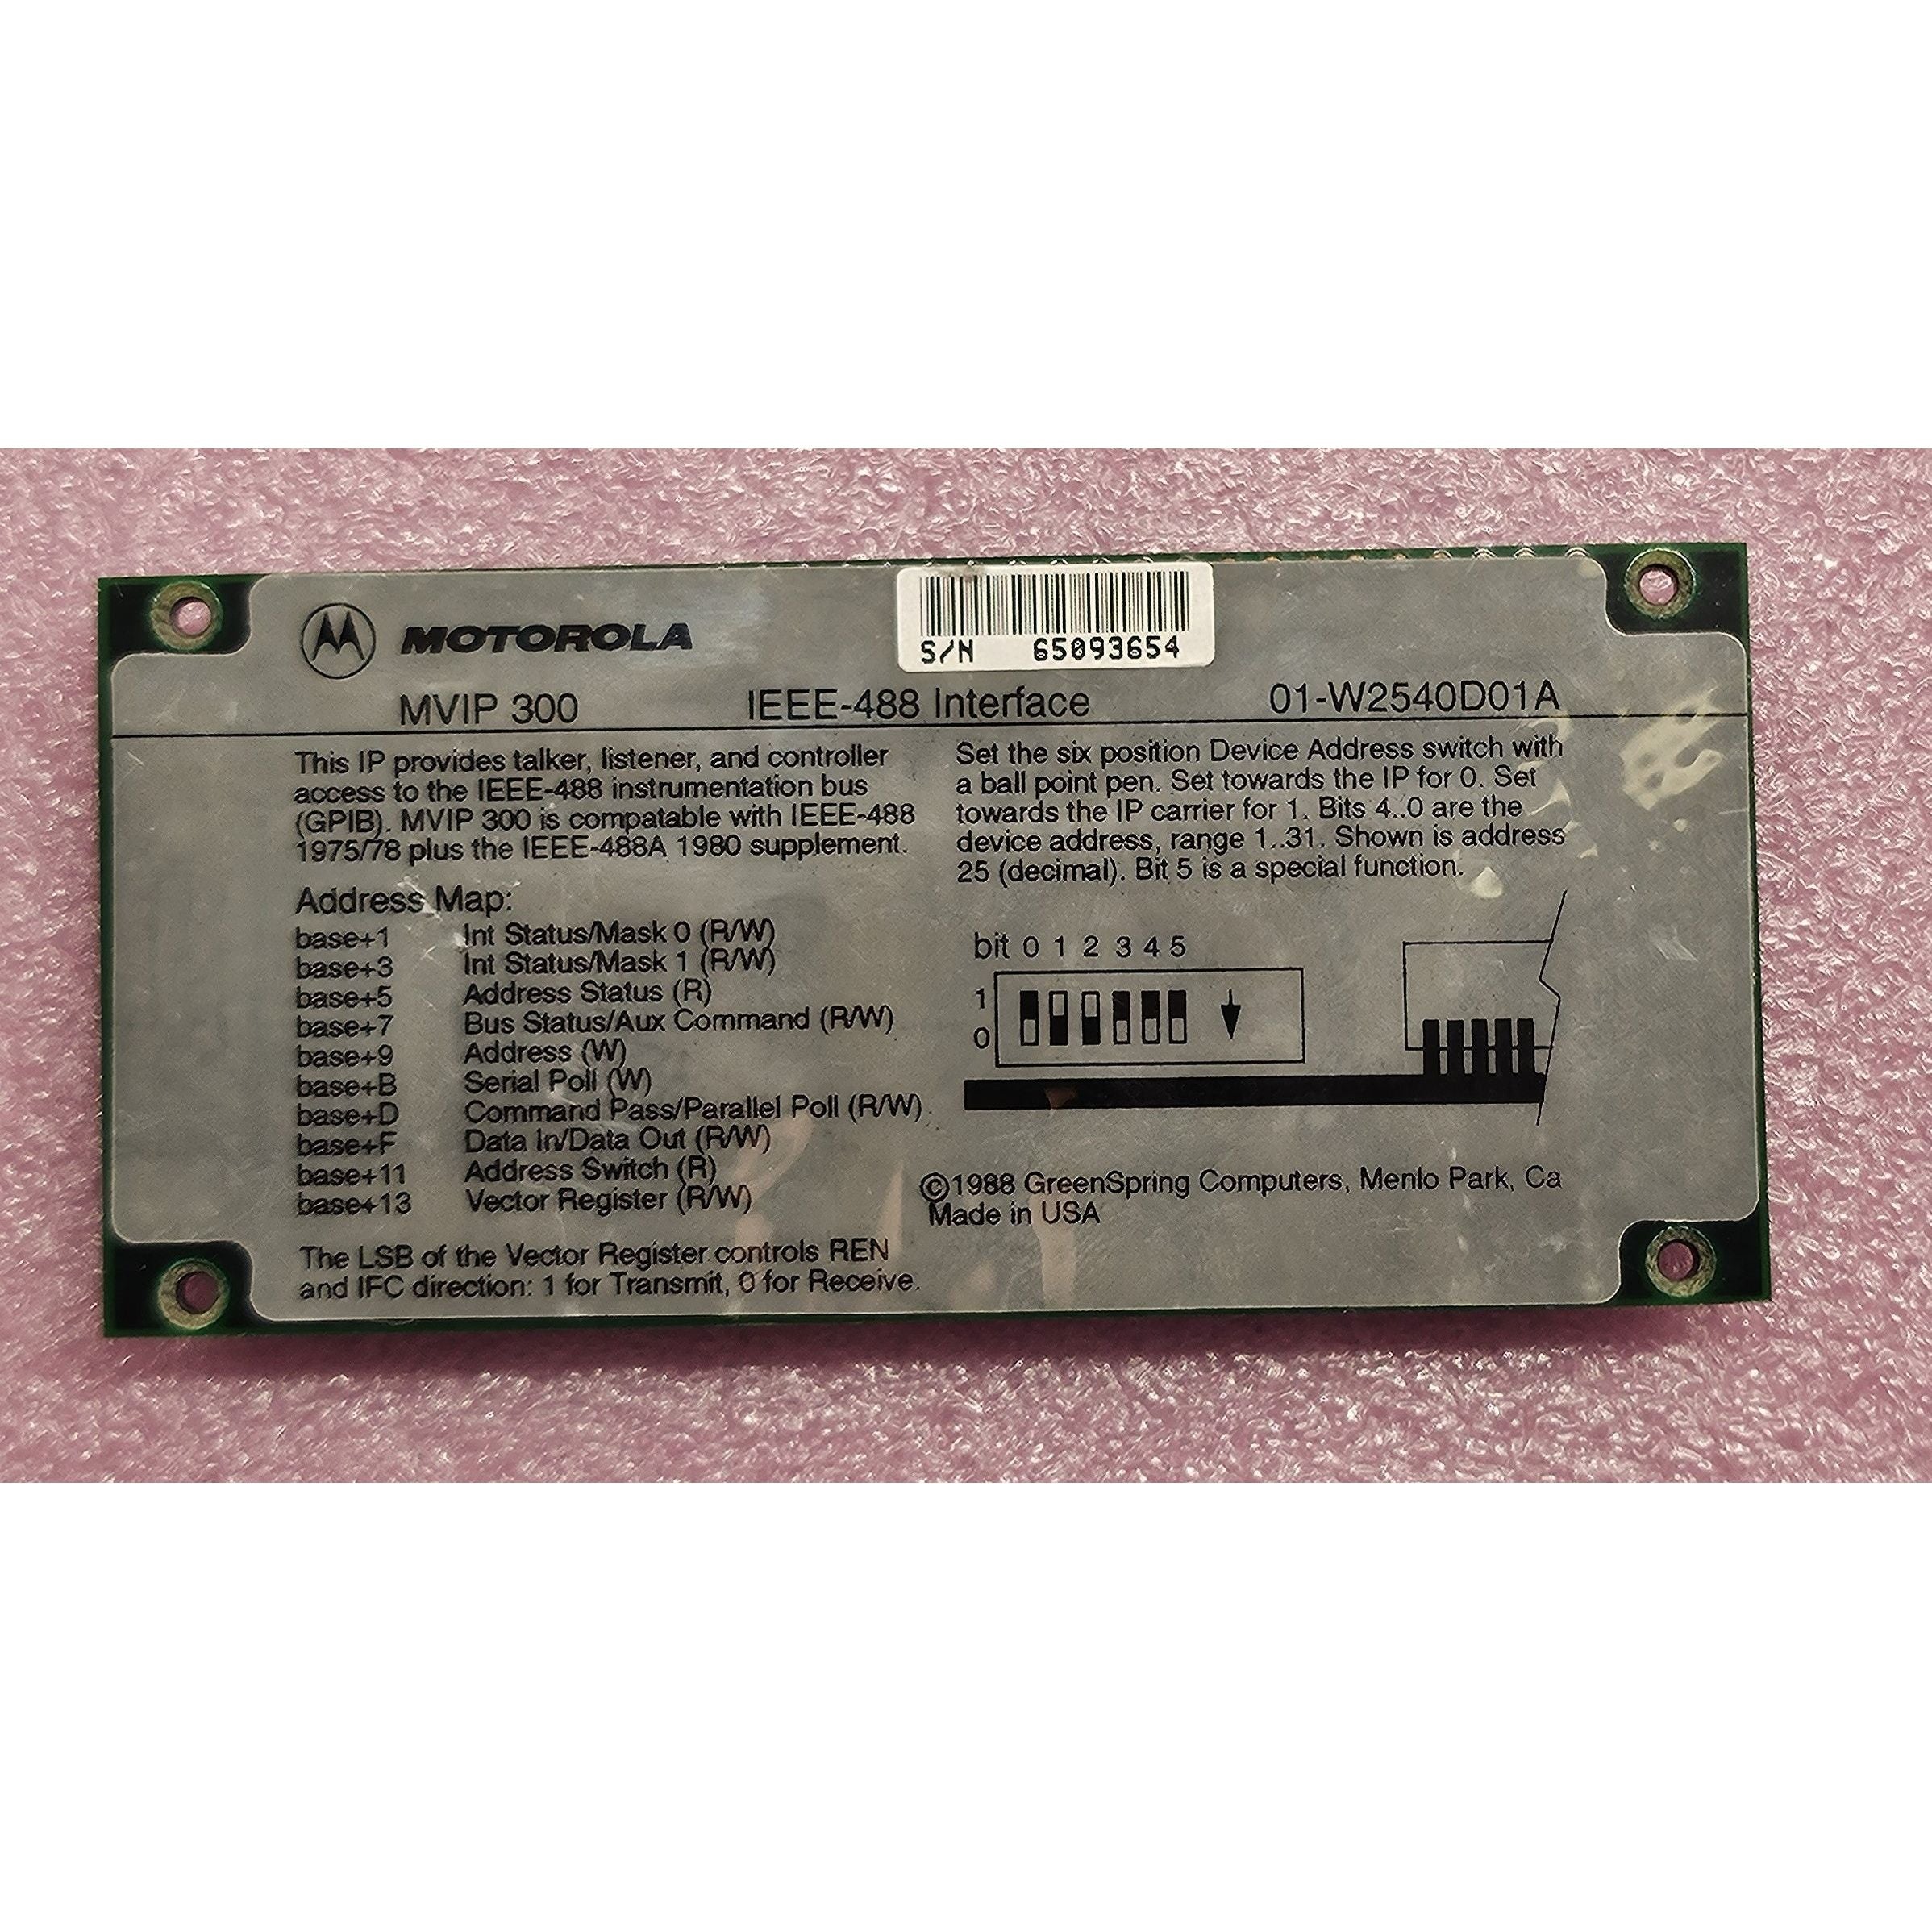 MOTOROLA
S/N 65093654
MVIP 300 IEEE-488 Interface 01-W2540D01A
This IP provides talker, listener, and controller
access to the IEEE-488 instrumentation bus
(GPIB). MVIP 300 is compatable with IEEE-488
1975/78 plus the IEEE-488A 1980 supplement.
Address Map:
base+1 Int Status/Mask 0 (R/W)
base+3 Int Status/Mask 1 (R/W)
base+5 Address Status (R)
base+7 Bus Status/Aux Command (R/W)
base+9 Address (W)
base+B Serial Poll (W)
base+D Command Pass/Parallel Poll (R/W)
base+F Data In/Data Out (R/W)
base+11 Address Switch (R)
base+13 Vector Register (R/W)
The LSB of the Vector Register controls REN
and IFC direction: 1 for Transmit, 0 for Receive.
Set the six position Device Address switch with
a ball point pen. Set towards the IP for 0. Set
towards the IP carrier for 1. Bits 4..0 are the
device address, range 1..31. Shown is address
25 (decimal). Bit 5 is a special function.
bit 0 1 2 3 4 5
1
0
©1988 GreenSpring Computers, Menlo Park, Ca
Made in USA